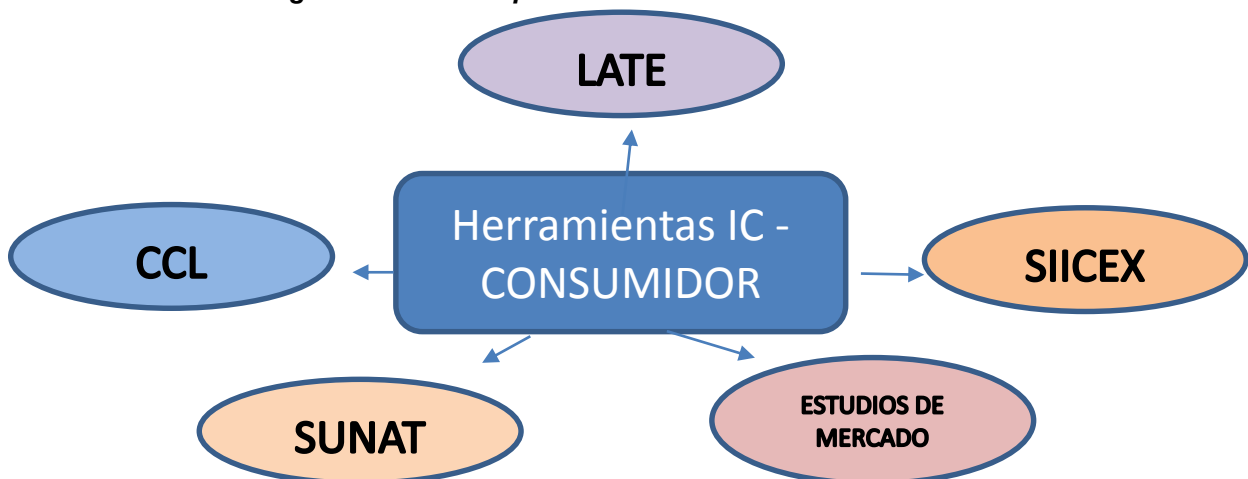 LATE
Herramientas IC -
CONSUMIDOR
CCL
SIICEX
SUNAT
ESTUDIOS DE
MERCADO